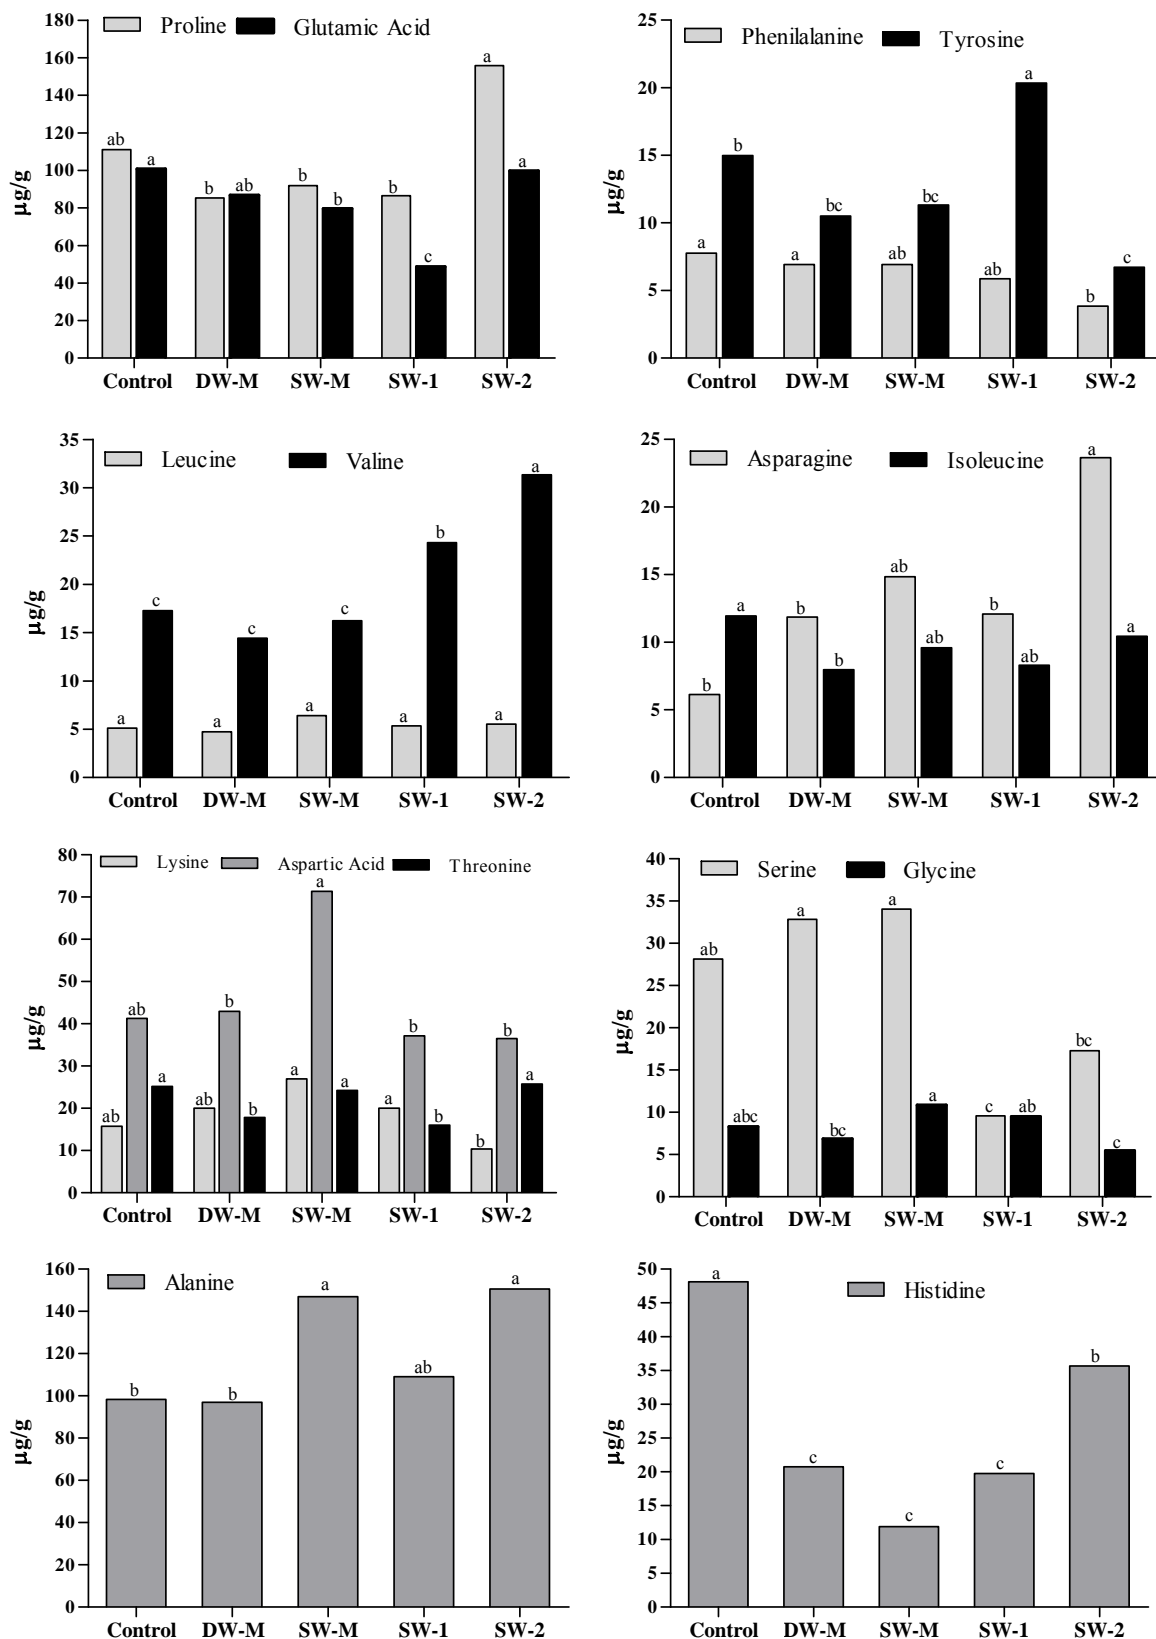 Proline Glutamic Acid
180
160
140
120
100
80
60
40
20
0
µg/g
ab a b ab b b b c a a
Control DW-M SW-M SW-1 SW-2
Phenilalanine Tyrosine
25
20
15
10
5
0
µg/g
a b a bc ab bc ab a b c
Control DW-M SW-M SW-1 SW-2
Leucine Valine
35
30
25
20
15
10
5
0
µg/g
a c a c a c a b a a
Control DW-M SW-M SW-1 SW-2
Asparagine Isoleucine
25
20
15
10
5
0
b a b b ab ab b ab a a
Control DW-M SW-M SW-1 SW-2
Lysine Aspartic Acid Threonine
80
70
60
50
40
30
20
10
0
µg/g
ab ab a ab b b a a a a b b b b a
Control DW-M SW-M SW-1 SW-2
Serine Glycine
40
35
30
25
20
15
10
5
0
µg/g
ab abc a bc a a c ab bc c
Control DW-M SW-M SW-1 SW-2
Alanine
160
140
120
100
80
60
40
20
0
µg/g
b b a ab a
Control DW-M SW-M SW-1 SW-2
Histidine
50
45
40
35
30
25
20
15
10
5
0
µg/g
a c c c b
Control DW-M SW-M SW-1 SW-2